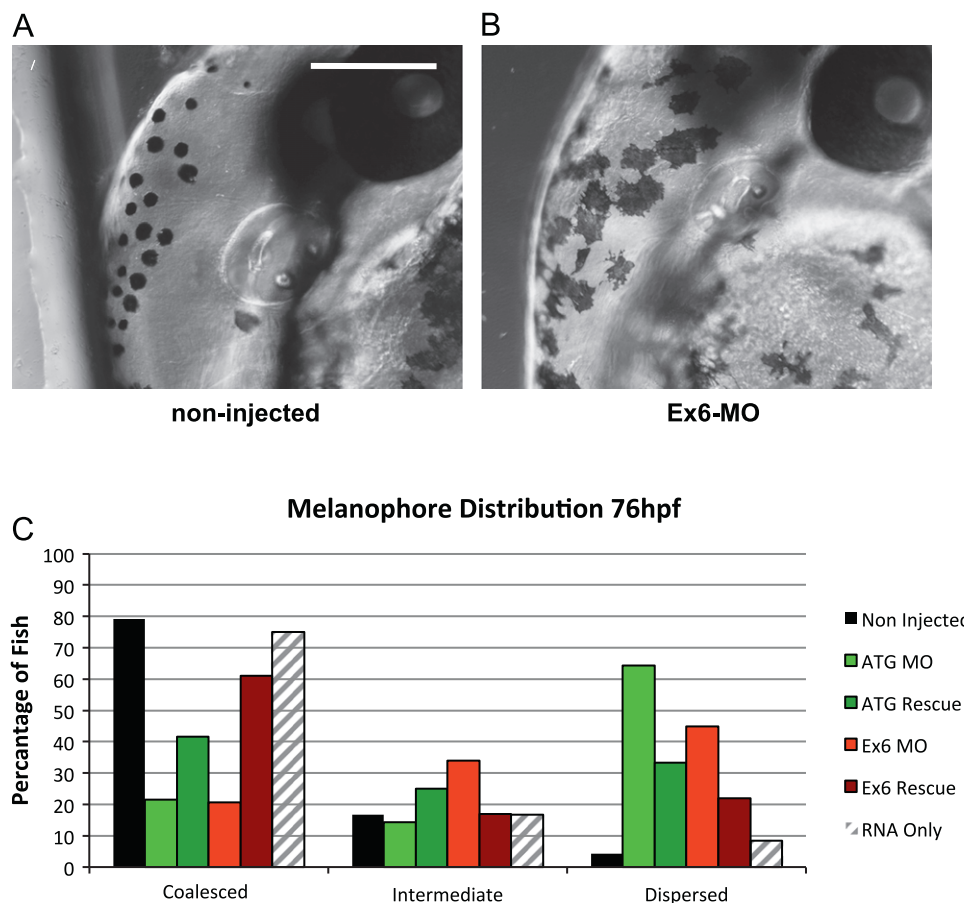 A
B
non-injected
Ex6-MO
Melanophore Distribution 76hpf
C
Percantage of Fish
100
90
80
70
60
50
40
30
20
10
0
Coalesced
Intermediate
Dispersed
Non Injected
ATG MO
ATG Rescue
Ex6 MO
Ex6 Rescue
RNA Only